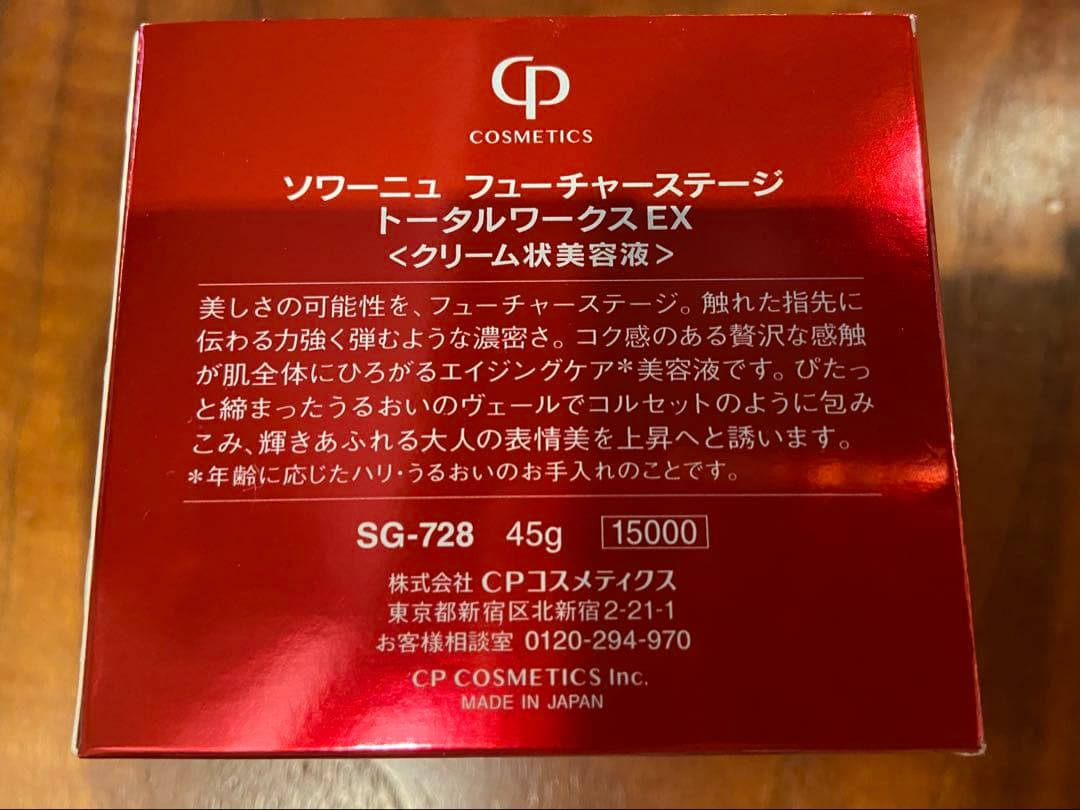 CP
COSMETICS
ソワーニュ フューチャーステージ
トータルワークスEX
<クリーム状美容液>
美しさの可能性を、フューチャーステージ。触れた指先に
伝わる力強く弾むような濃密さ。コク感のある贅沢な感触
が肌全体にひろがるエイジングケア*美容液です。ぴたっ
と締まったうるおいのヴェールでコルセットのように包み
こみ、輝きあふれる大人の表情美を上昇へと誘います。
*年齢に応じたハリ・うるおいのお手入れのことです。
SG-728 45g 15000
株式会社 CPコスメティクス
東京都新宿区北新宿2-21-1
お客様相談室 0120-294-970
CP COSMETICS Inc.
MADE IN JAPAN